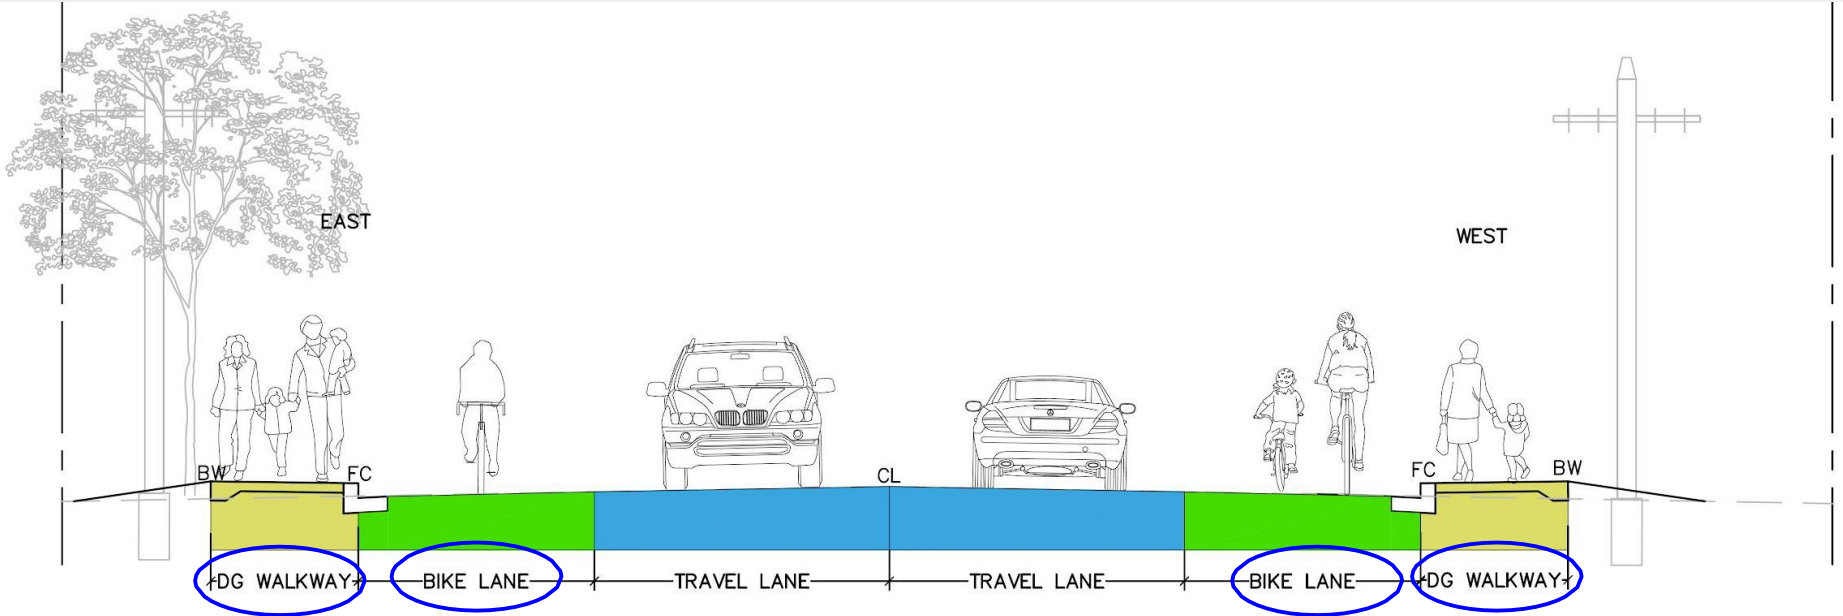 EAST
WEST
BW
FC
CL
FC
BW
DG WALKWAY
BIKE LANE
TRAVEL LANE
TRAVEL LANE
BIKE LANE
DG WALKWAY